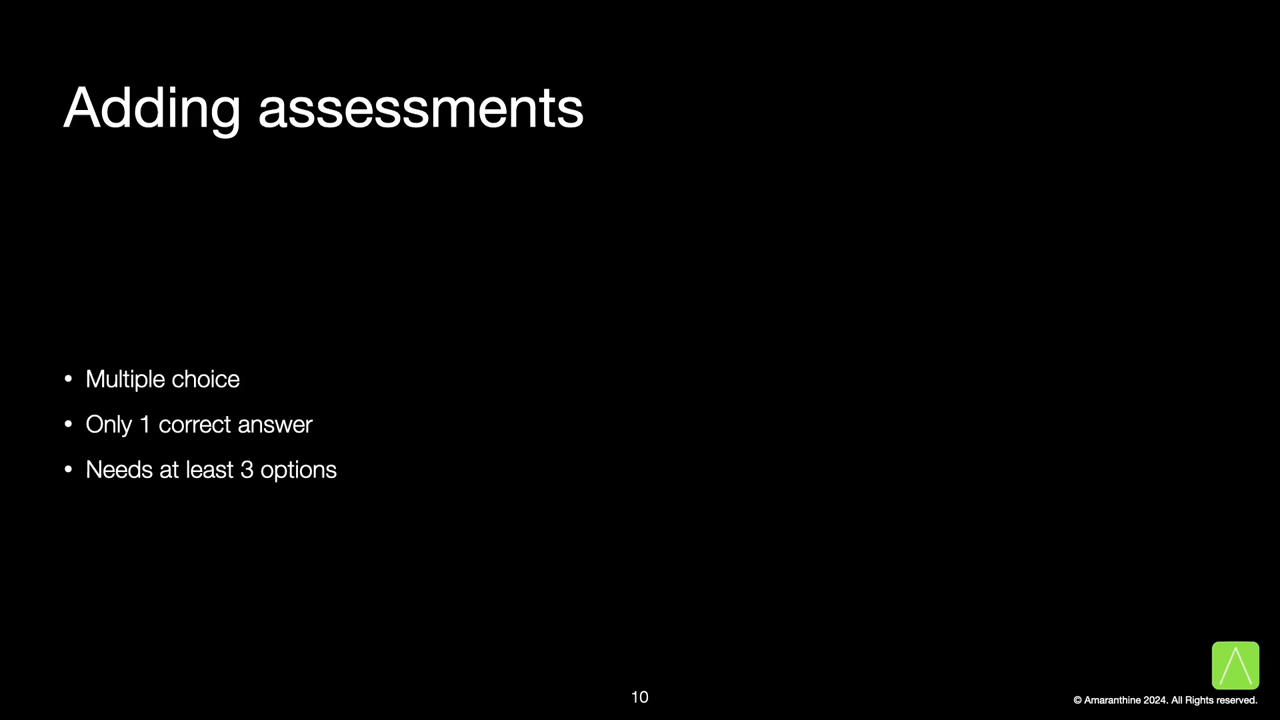 Adding assessments
• Multiple choice
• Only 1 correct answer
• Needs at least 3 options
10
© Amaranthine 2024. All Rights reserved.